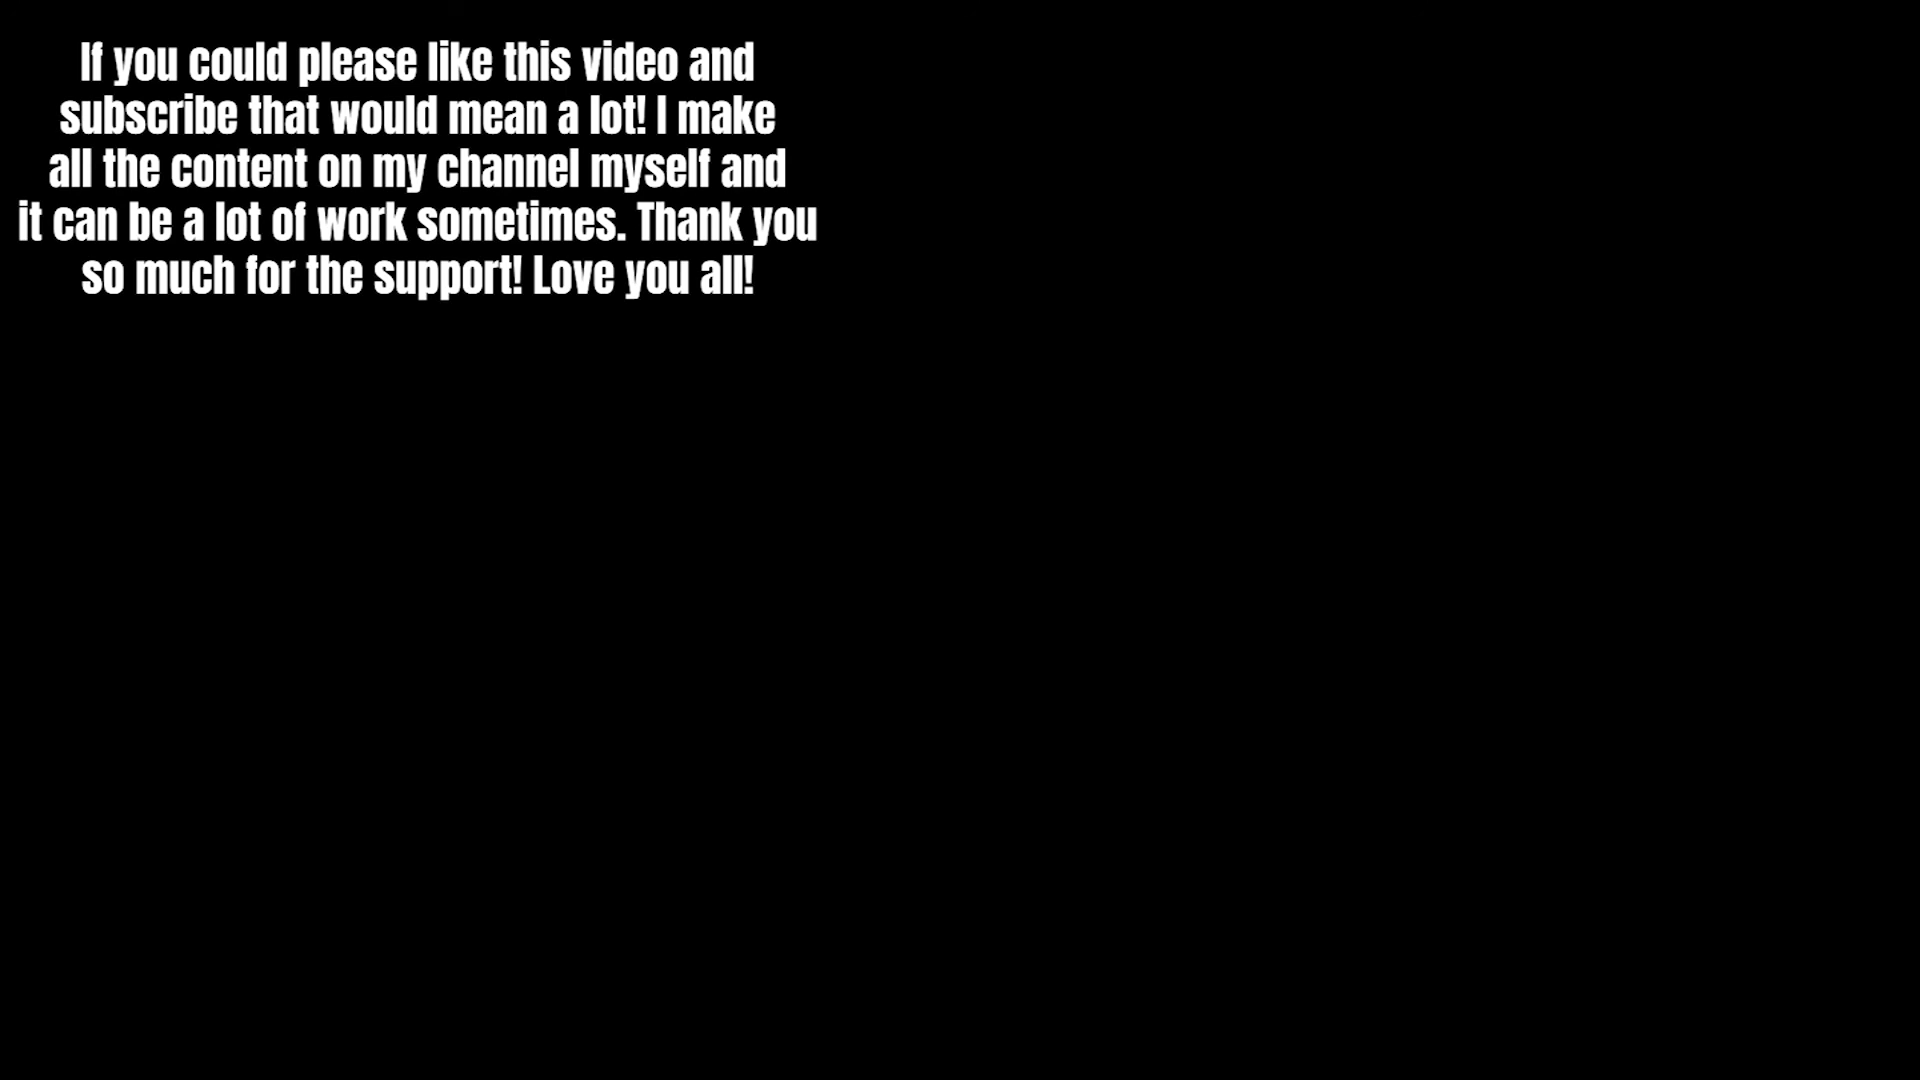 If you could please like this video and
subscribe that would mean a lot! I make
all the content on my channel myself and
it can be a lot of work sometimes. Thank you
so much for the support! Love you all!